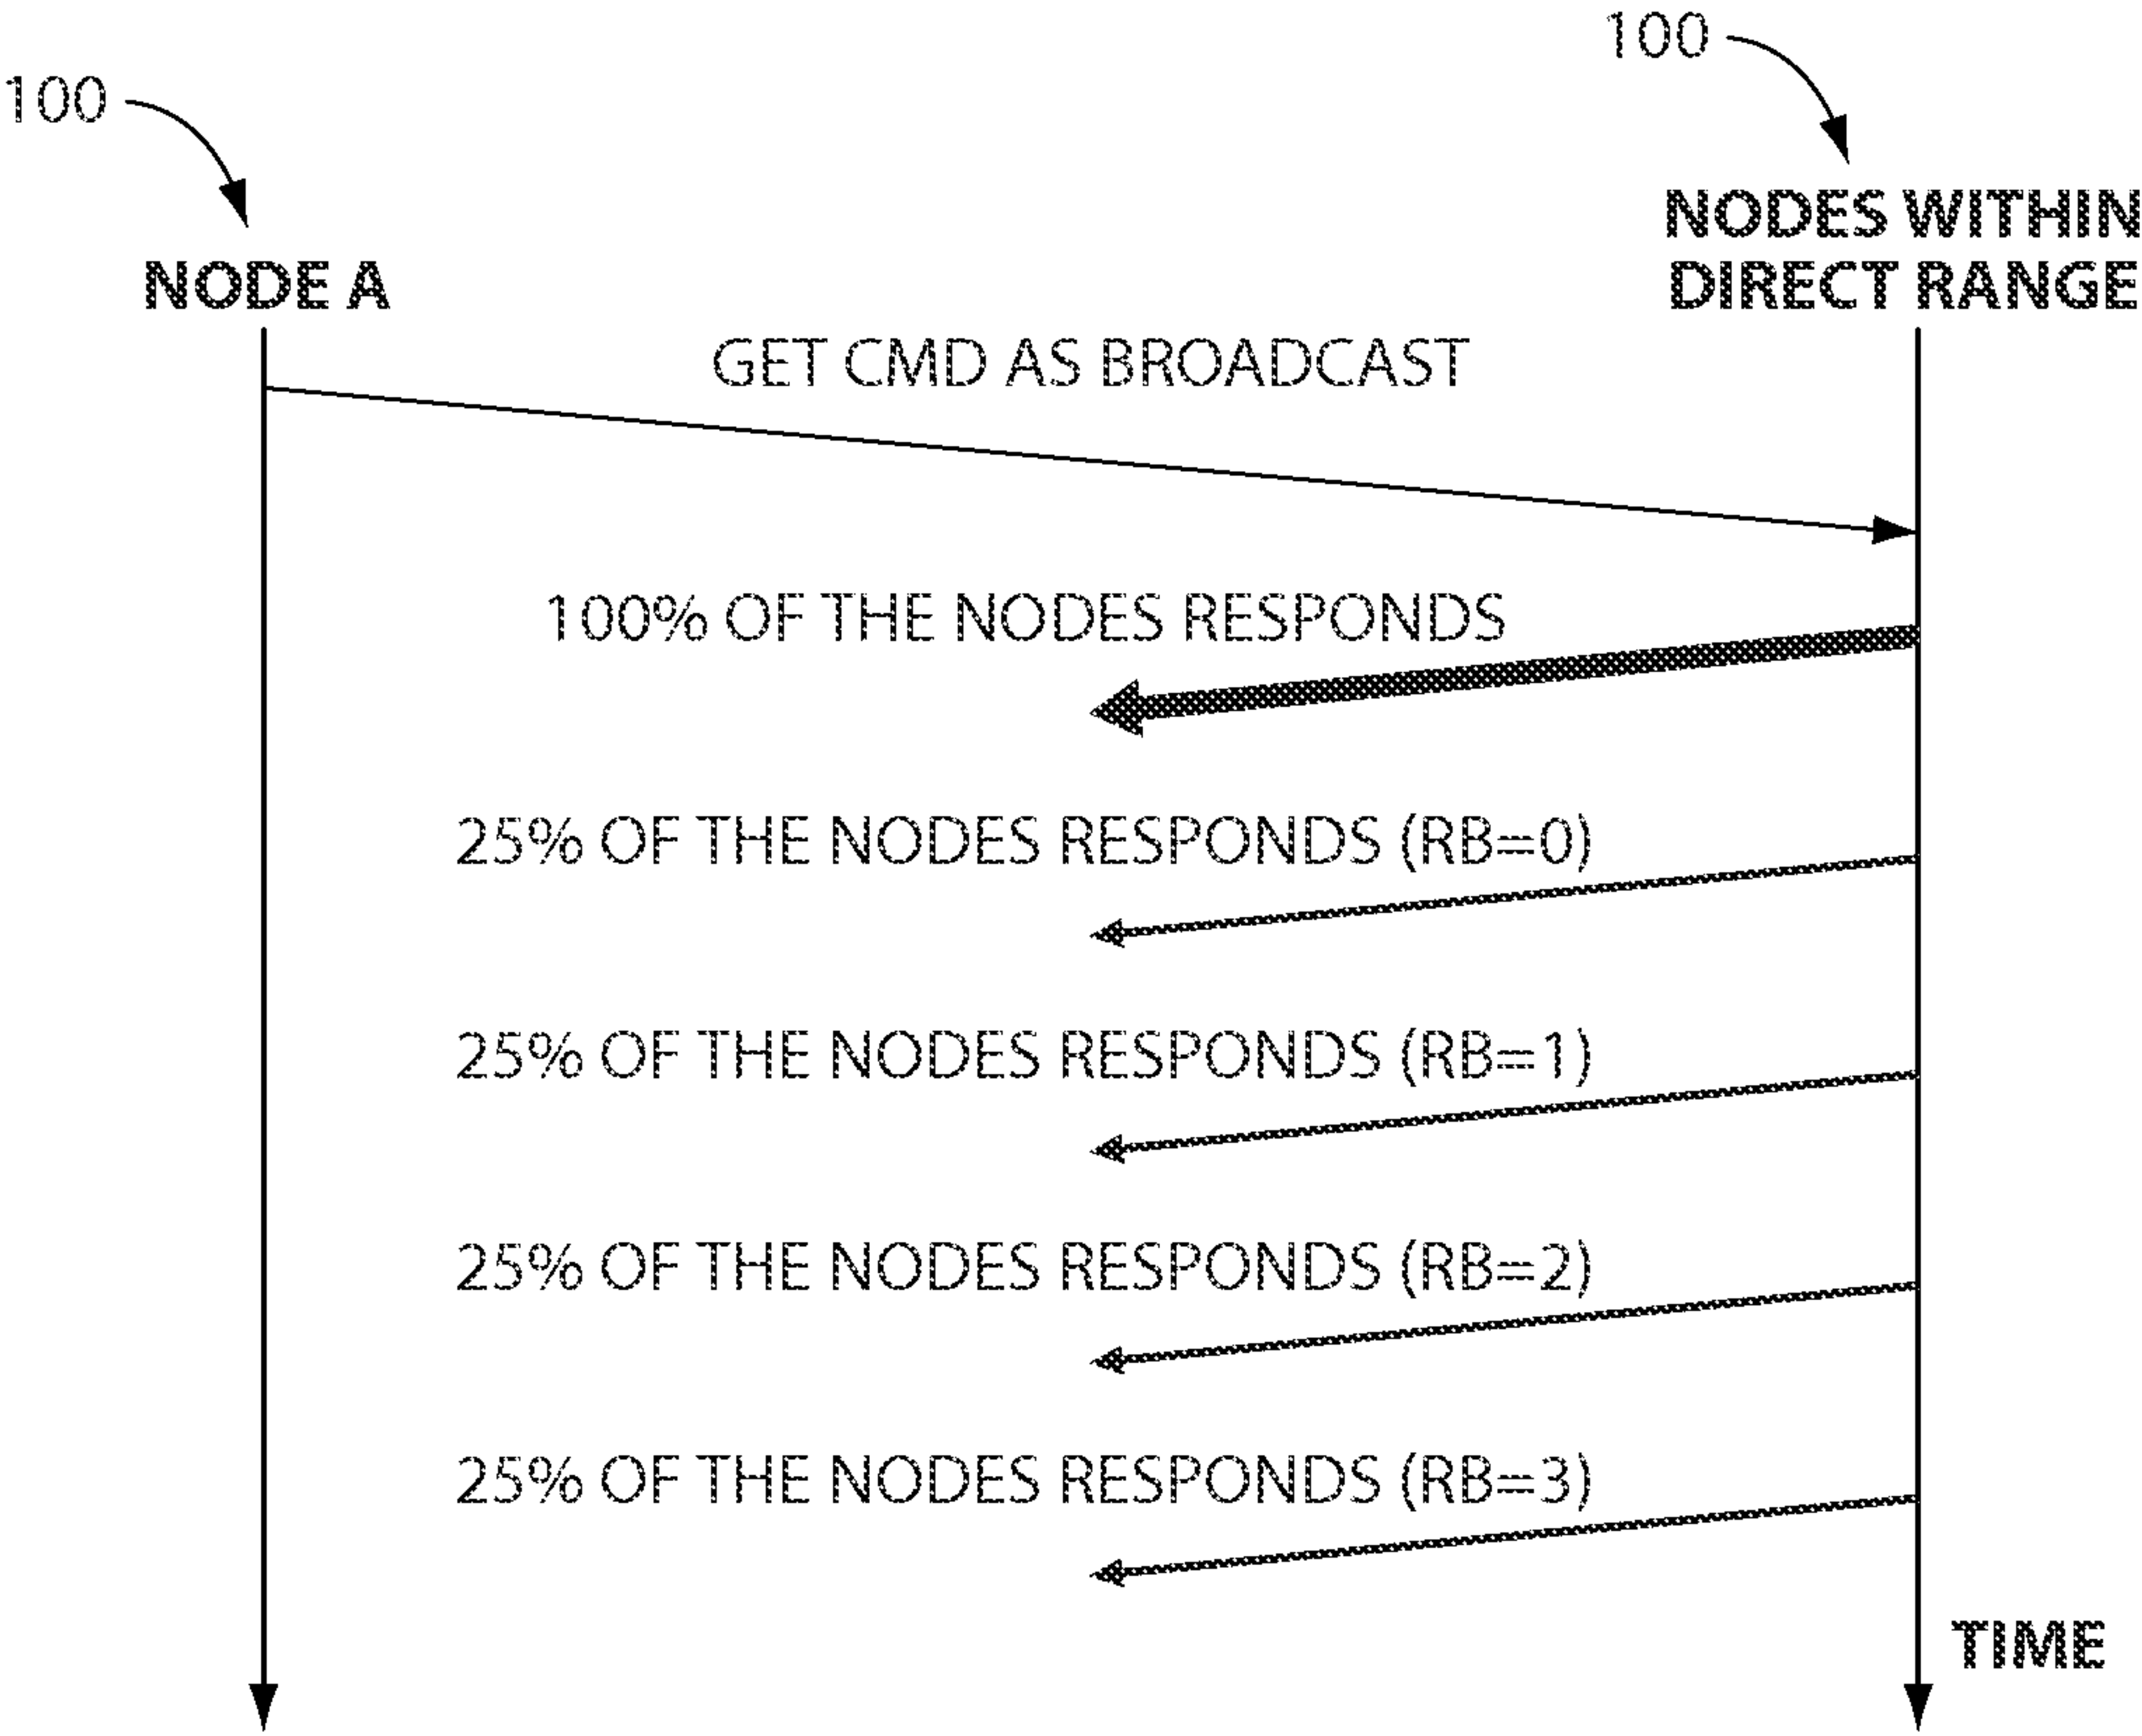 100
100
NODE A
NODES WITHIN
DIRECT RANGE
GET CMD AS BROADCAST
100% OF THE NODES RESPONDS
25% OF THE NODES RESPONDS (RB=0)
25% OF THE NODES RESPONDS (RB=1)
25% OF THE NODES RESPONDS (RB=2)
25% OF THE NODES RESPONDS (RB=3)
TIME